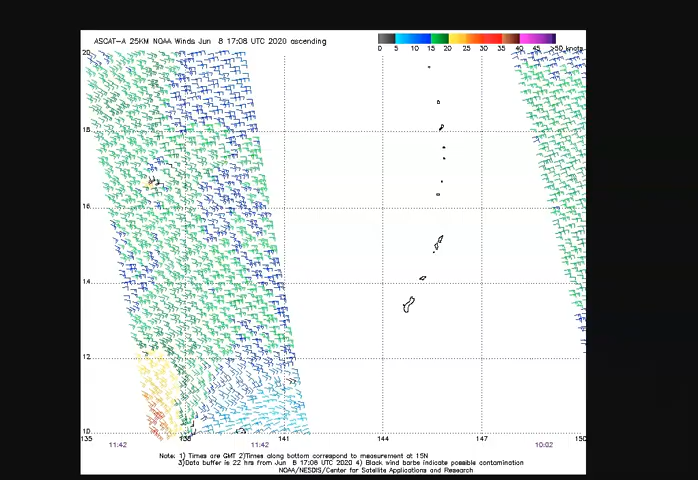 ASCAT-A 25KM NOAA Winds Jun 8 17:08 UTC 2020 ascending
0 5 10 15 20 25 30 35 40 45 >50 knots
20
18
16
14
12
10
135 138 141 144 147 150
11:42 11:42 10:02
Note: 1) Times are GMT 2)Times along bottom correspond to measurement at 15N
3)Data buffer is 22 hrs from Jun 8 17:08 UTC 2020 4) Black wind barbs indicate possible contamination
NOAA/NESDIS/Center for Satellite Applications and Research